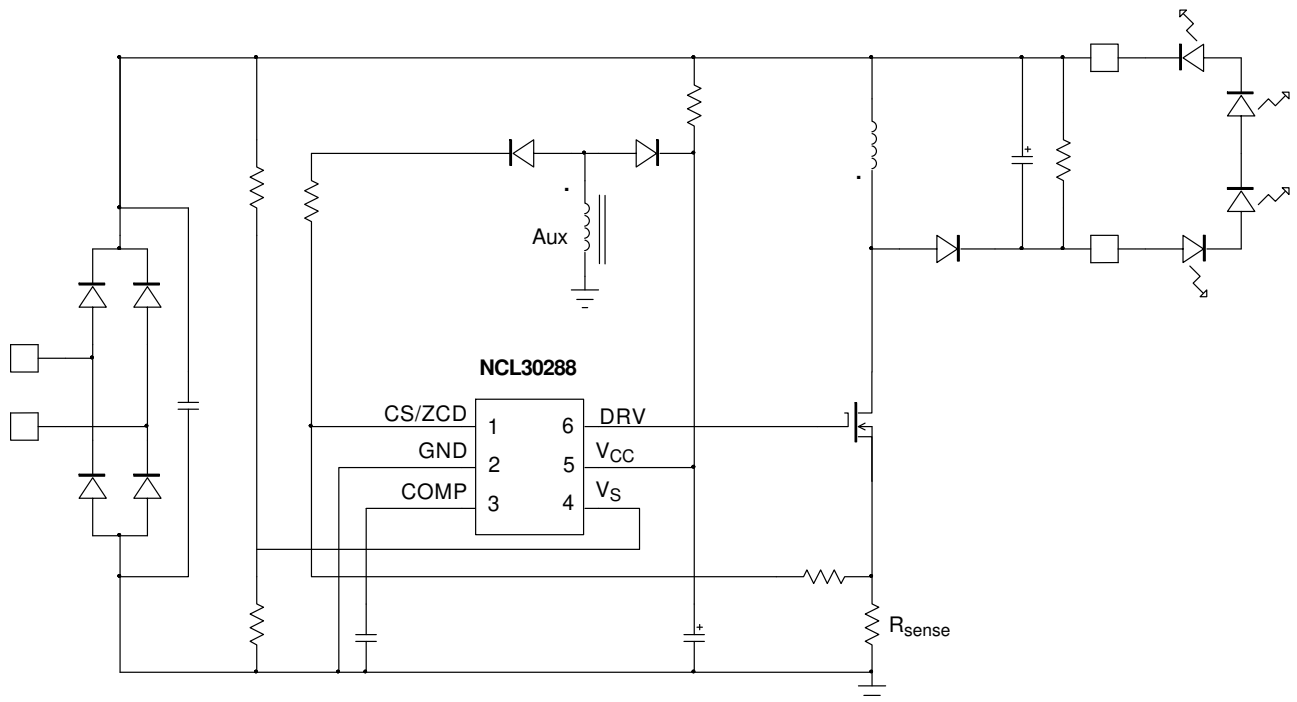 Aux
NCL30288
CS/ZCD 1 6 DRV
GND 2 5 VCC
COMP 3 4 VS
Rsense